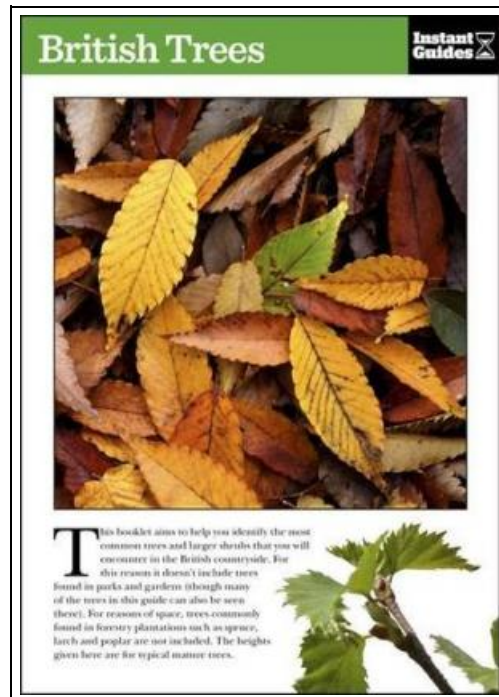 British Trees
Instant
Guides
This booklet aims to help you identify the most
common trees and larger shrubs that you will
encounter in the British countryside. For
this reason it doesn't include trees
found in parks and gardens (though many
of the trees in this guide can also be seen
there). For reasons of space, trees commonly
found in forestry plantations such as spruce,
larch and poplar are not included. The heights
given here are for typical mature trees.